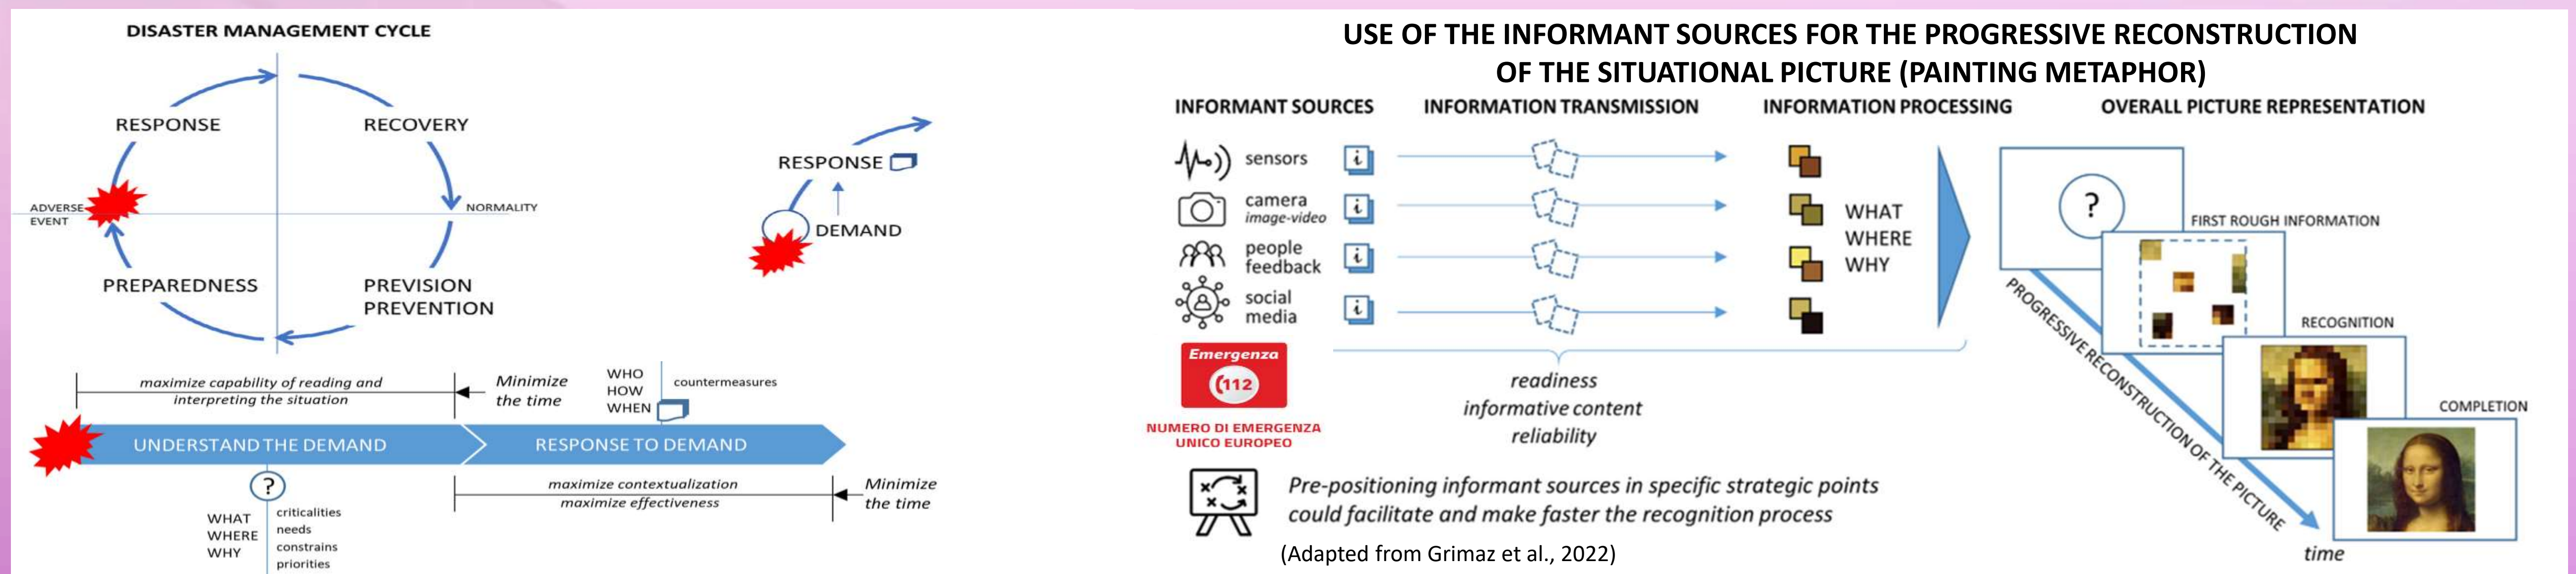 DISASTER MANAGEMENT CYCLE
RESPONSE
RECOVERY
ADVERSE
EVENT
NORMALITY
PREPAREDNESS
PREVISION
PREVENTION
RESPONSE
DEMAND
maximize capability of reading and
interpreting the situation
Minimize
the time
WHO
HOW
WHEN
countermeasures
UNDERSTAND THE DEMAND
RESPONSE TO DEMAND
?
WHAT
WHERE
WHY
criticalities
needs
constrains
priorities
maximize contextualization
maximize effectiveness
Minimize
the time
USE OF THE INFORMANT SOURCES FOR THE PROGRESSIVE RECONSTRUCTION
OF THE SITUATIONAL PICTURE (PAINTING METAPHOR)
INFORMANT SOURCES
INFORMATION TRANSMISSION
INFORMATION PROCESSING
OVERALL PICTURE REPRESENTATION
sensors
i
camera
image-video
i
people
feedback
i
social
media
i
WHAT
WHERE
WHY
?
FIRST ROUGH INFORMATION
RECOGNITION
COMPLETION
PROGRESSIVE RECONSTRUCTION OF THE PICTURE
time
Emergenza
112
NUMERO DI EMERGENZA
UNICO EUROPEO
readiness
informative content
reliability
Pre-positioning informant sources in specific strategic points
could facilitate and make faster the recognition process
(Adapted from Grimaz et al., 2022)